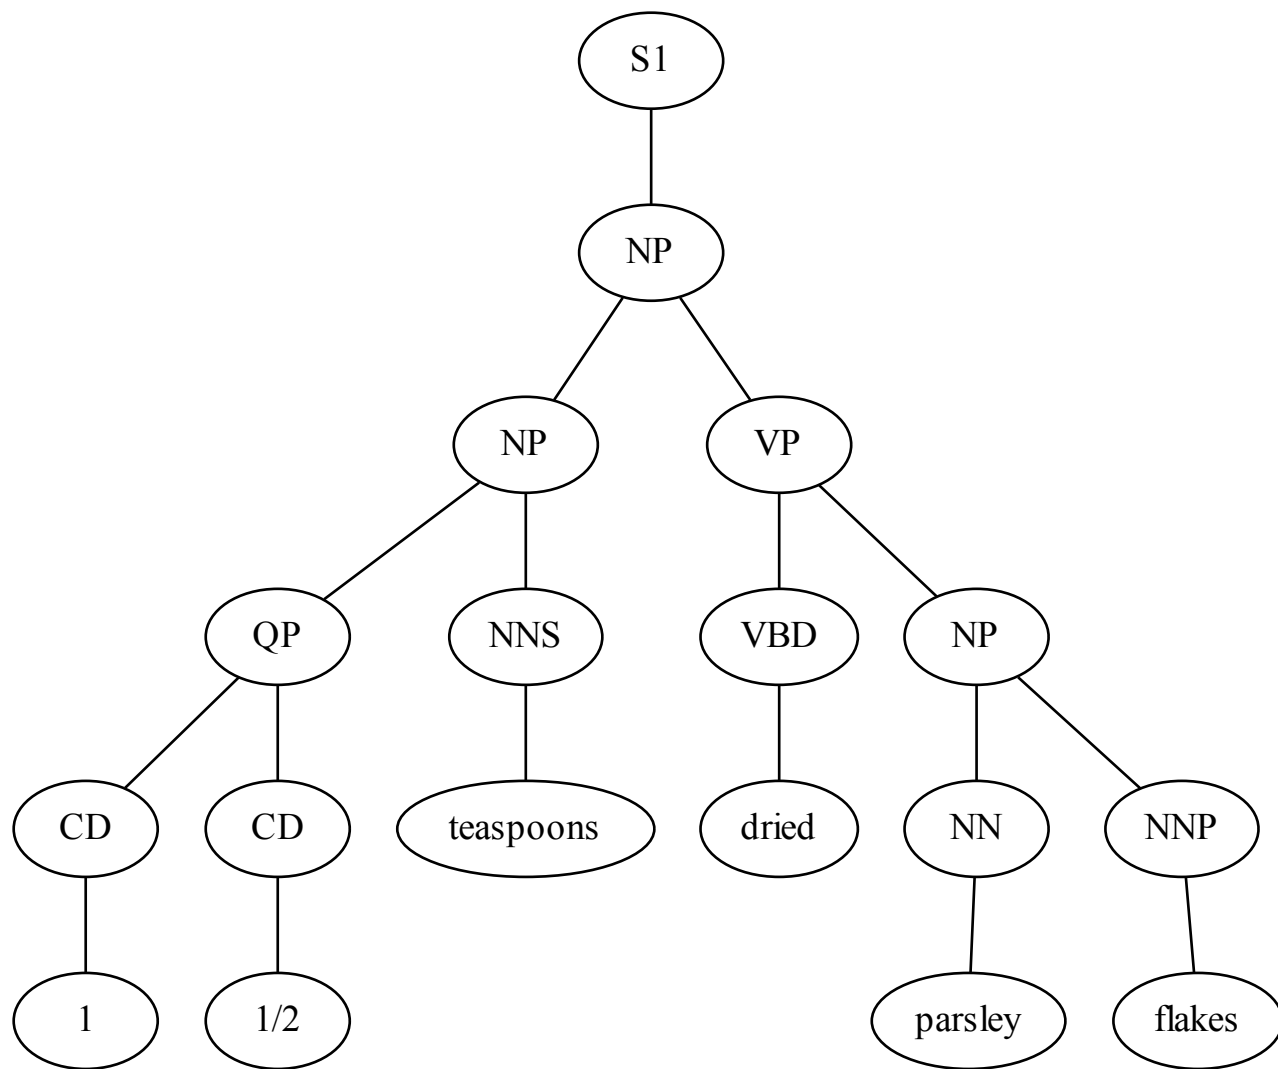 S1
NP
NP VP
QP NNS VBD NP
CD CD teaspoons dried NN NNP
1 1/2 parsley flakes